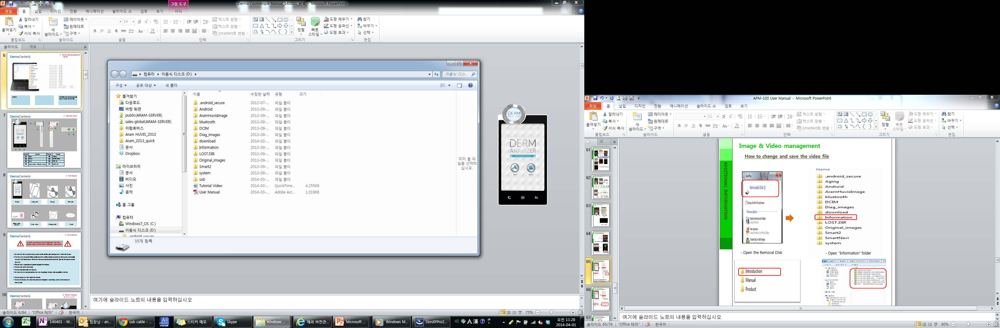 Derma Cosmetique Manual_140331_완료 - Microsoft PowerPoint
그림 도구
파일 홈 삽입 디자인 전환 애니메이션 슬라이드 쇼 검토 보기 서식
붙여넣기
잘라내기
복사
서식 복사
클립보드
새 슬라이드
레이아웃
원래대로
구역
슬라이드
14
글꼴
텍스트 방향
텍스트 맞춤
SmartArt로 변환
단락
정렬
빠른 스타일
도형 채우기
도형 윤곽선
도형 효과
그리기
찾기
바꾸기
선택
편집
슬라이드 개요
6
DermaCenter
7. Data management
7
DermaCenter
1. Instruction
8
DermaCenter
2. Package
9
DermaCenter
3. Attention
10
DermaCenter
4. Basic usage
컴퓨터 이동식 디스크 (D:)
이동식 디스...
구성 공유 대상 새 폴더
즐겨찾기
다운로드
바탕 화면
public(ARAM-SERVER)
sales-global(ARAM-SERVER)
아람휴비스
Aram HUVIS_2013
Aram_2013_quick
문서
Dropbox
라이브러리
문서
비디오
사진
음악
홈 그룹
컴퓨터
Windows7_OS (C:)
이동식 디스크 (D:)
.android_secure
이름 수정한 날짜 유형 크기
.android_secure 2012-07-... 파일 폴더
Android 2013-09-... 파일 폴더
AramHuvisImage 2013-09-... 파일 폴더
bluetooth 2013-09-... 파일 폴더
DCIM 2013-09-... 파일 폴더
Diag_images 2013-09-... 파일 폴더
download 2014-03-... 파일 폴더
Information 2013-09-... 파일 폴더
LOST.DIR 2013-09-... 파일 폴더
Original_images 2013-09-... 파일 폴더
Smart2 2013-09-... 파일 폴더
system 2013-09-... 파일 폴더
usb 2014-03-... 파일 폴더
Tutorial Video 2014-03-... QuickTime... 4,255KB
User Manual 2014-03-... Adobe Acr... 1,019KB
미리 볼 파
일을 선택하
십시오.
15개 항목
DERM
ANALYZER
DERM
ANALYZER
Start Demo
여기에 슬라이드 노트의 내용을 입력하십시오
슬라이드 6/84 "Office 테마" 한국어
75%
140401 - M...
팀장님 - an...
usb cable - ...
스티커 메모
Skype
Windows ...
해외 버전관...
Microsoft ...
Windows M...
SkinXPPro2...
KO A 漢
오전 11:28
2014-04-01
APM-100 User Manual - Microsoft PowerPoint
파일 홈 삽입 디자인 전환 애니메이션 슬라이드 쇼 검토 보기
붙여넣기
잘라내기
복사
서식 복사
클립보드
새 슬라이드
레이아웃
원래대로
구역
슬라이드
11
글꼴
텍스트 방향
텍스트 맞춤
SmartArt로 변환
단락
정렬
빠른 스타일
도형 채우기
도형 윤곽선
도형 효과
그리기
찾기
바꾸기
선택
편집
61
62
63
64
65
66
67
Image & Video management
How to change and save the video file
ADDITIONAL INFORMATION
AutoPlay
Removable Disk (I:)
Always do this for pictures:
Pictures options
Import pictures and videos
using Windows
View pictures
using Windows Live Photo Gallery
Create Disc or Edit Image
Name
.android_secure
Aging
Android
AramHuvisImage
bluetooth
DCIM
Diag_images
download
Information
LOST.DIR
Original_images
Smart2
SmartNavi
system
- Open the Removal Disk
- Open "Information" folder
Introduction
Manual
Product
여기에 슬라이드 노트의 내용을 입력하십시오
슬라이드 65/76 "Office 테마" 한국어
80%